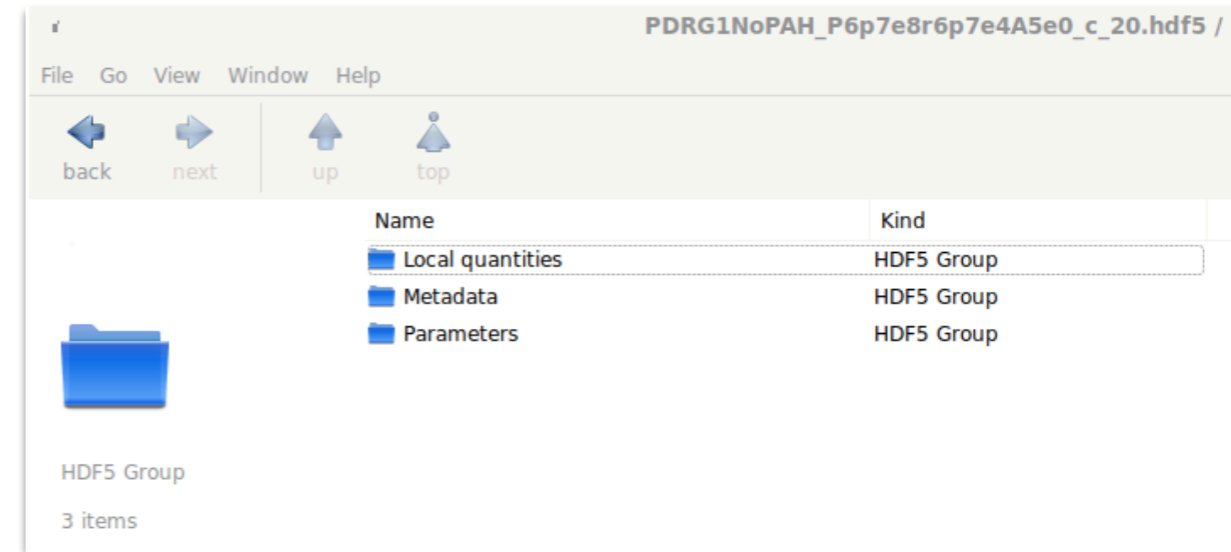 PDRG1NoPAH_P6p7e8r6p7e4A5e0_c_20.hdf5 /
File Go View Window Help
back next up top
Name Kind
Local quantities HDF5 Group
Metadata HDF5 Group
Parameters HDF5 Group
HDF5 Group
3 items